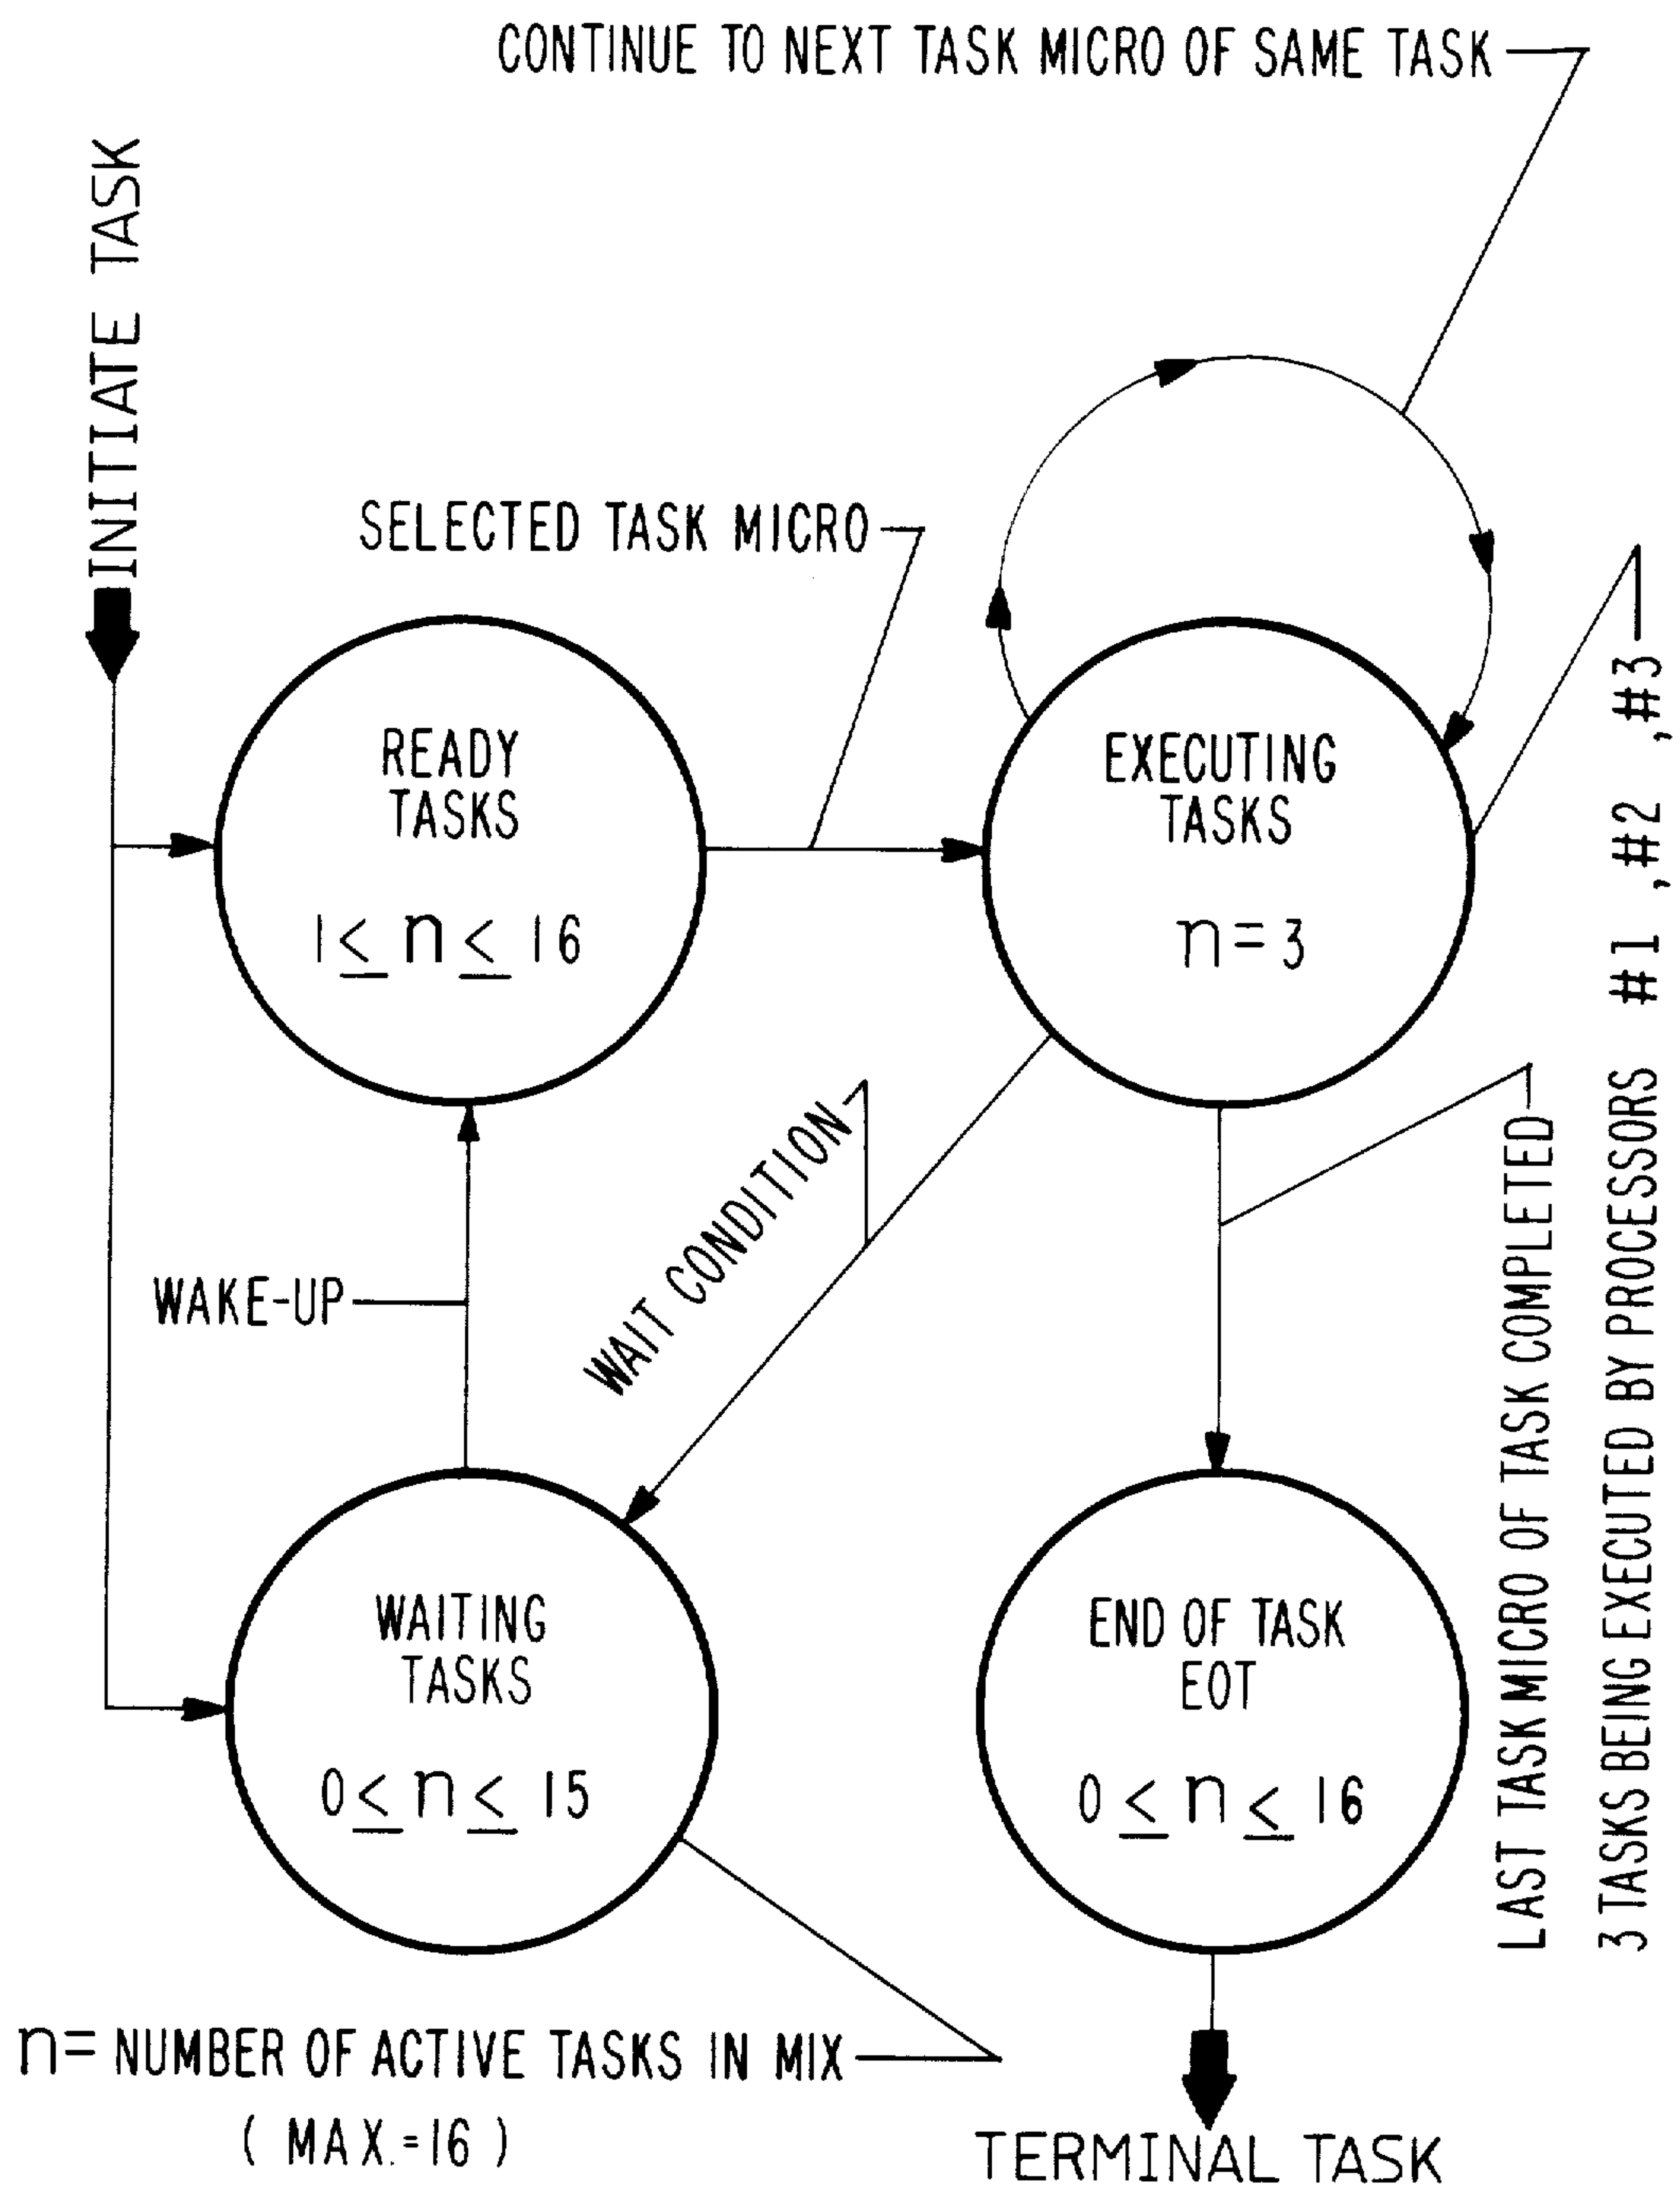 CONTINUE TO NEXT TASK MICRO OF SAME TASK
INITIATE TASK
SELECTED TASK MICRO
READY
TASKS
1 ≤ n ≤ 16
EXECUTING
TASKS
n = 3
3 TASKS BEING EXECUTED BY PROCESSORS #1 ,#2 ,#3
WAIT CONDITION
LAST TASK MICRO OF TASK COMPLETED
WAKE-UP
WAITING
TASKS
0 ≤ n ≤ 15
END OF TASK
EOT
0 ≤ n ≤ 16
n= NUMBER OF ACTIVE TASKS IN MIX
( MAX.=16 )
TERMINAL TASK